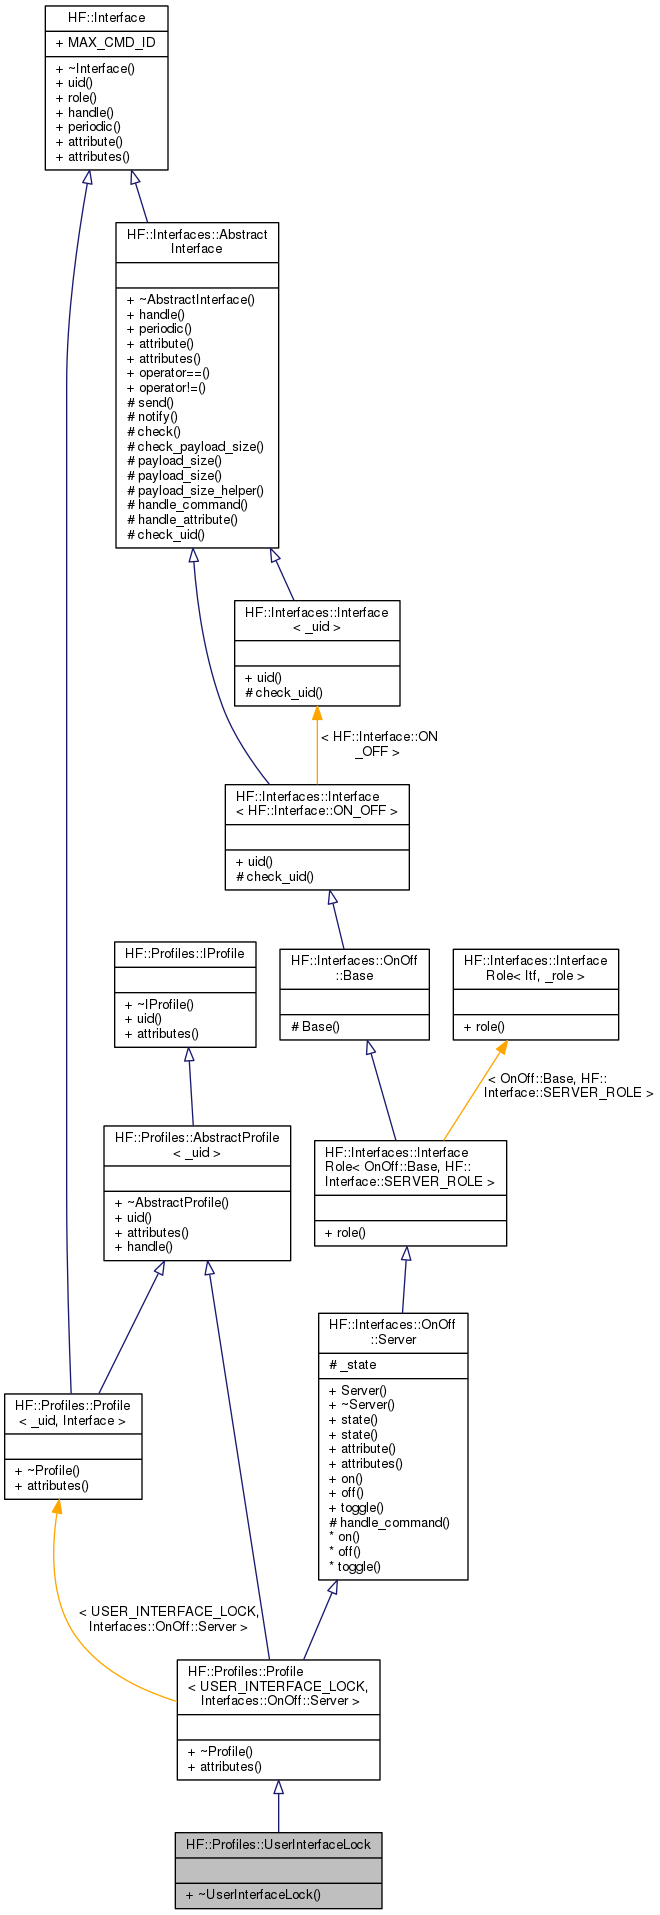 HF::Interface
+ MAX_CMD_ID
+ ~Interface()
+ uid()
+ role()
+ handle()
+ periodic()
+ attribute()
+ attributes()
HF::Interfaces::Abstract
Interface
+ ~AbstractInterface()
+ handle()
+ periodic()
+ attribute()
+ attributes()
+ operator==()
+ operator!=()
# send()
# notify()
# check()
# check_payload_size()
# payload_size()
# payload_size()
# payload_size_helper()
# handle_command()
# handle_attribute()
# check_uid()
HF::Interfaces::Interface
< _uid >
+ uid()
# check_uid()
< HF::Interface::ON
_OFF >
HF::Interfaces::Interface
< HF::Interface::ON_OFF >
+ uid()
# check_uid()
HF::Profiles::IProfile
+ ~IProfile()
+ uid()
+ attributes()
HF::Interfaces::OnOff
::Base
# Base()
HF::Interfaces::Interface
Role< Itf, _role >
+ role()
< OnOff::Base, HF::
Interface::SERVER_ROLE >
HF::Profiles::AbstractProfile
< _uid >
+ ~AbstractProfile()
+ uid()
+ attributes()
+ handle()
HF::Interfaces::Interface
Role< OnOff::Base, HF::
Interface::SERVER_ROLE >
+ role()
HF::Interfaces::OnOff
::Server
# _state
+ Server()
+ ~Server()
+ state()
+ state()
+ attribute()
+ attributes()
+ on()
+ off()
+ toggle()
# handle_command()
* on()
* off()
* toggle()
HF::Profiles::Profile
< _uid, Interface >
+ ~Profile()
+ attributes()
< USER_INTERFACE_LOCK,
Interfaces::OnOff::Server >
HF::Profiles::Profile
< USER_INTERFACE_LOCK,
Interfaces::OnOff::Server >
+ ~Profile()
+ attributes()
HF::Profiles::UserInterfaceLock
+ ~UserInterfaceLock()